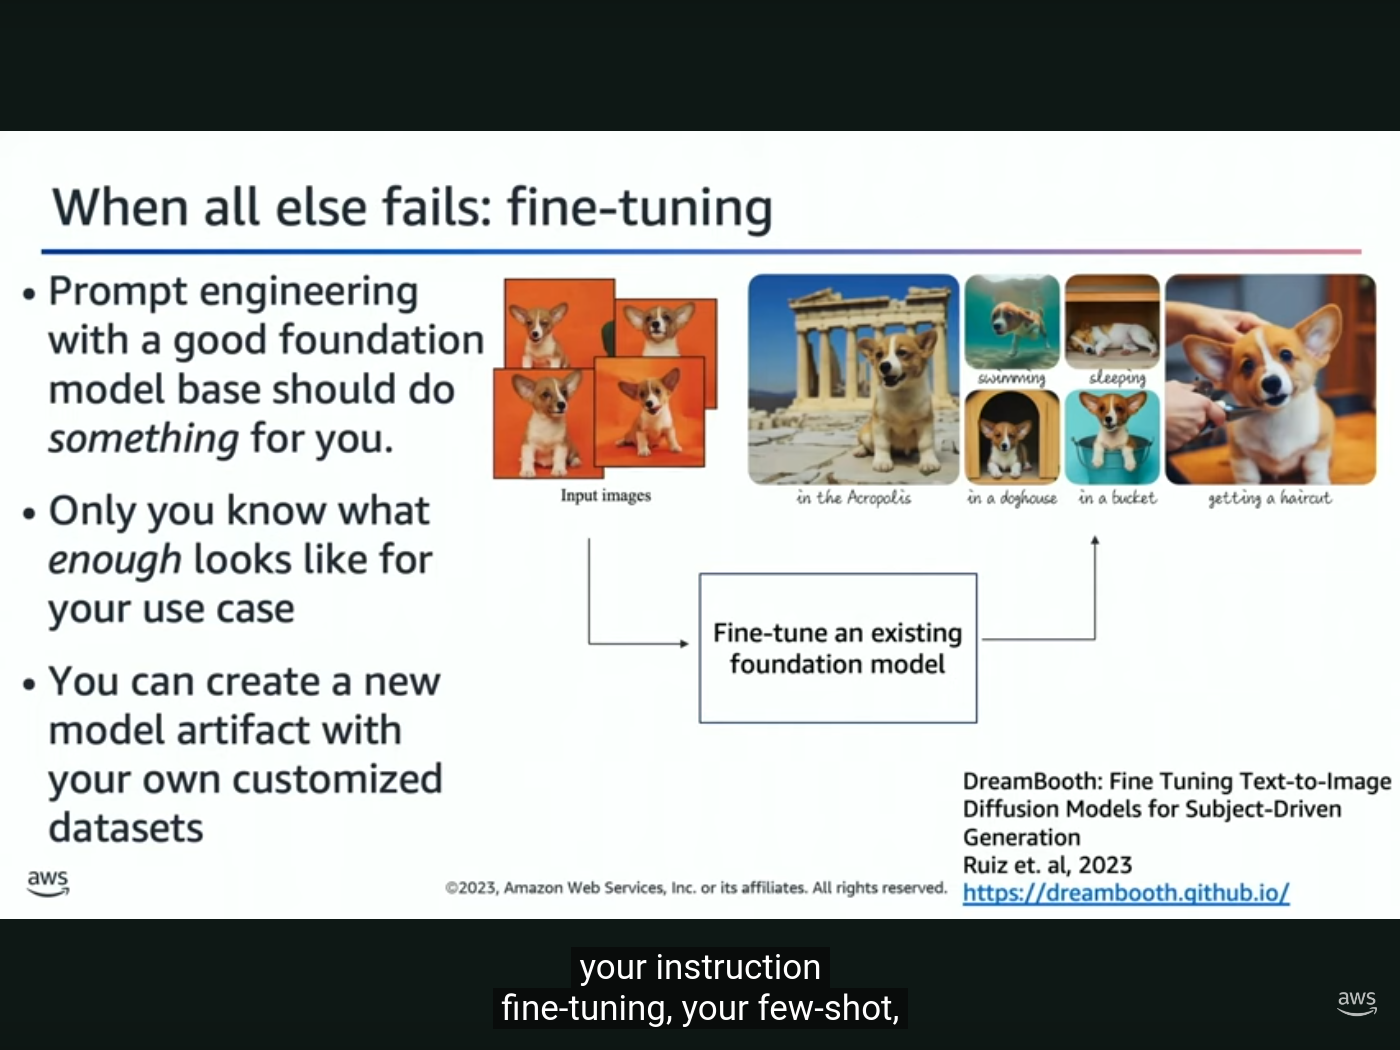 When all else fails: fine-tuning
• Prompt engineering
with a good foundation
model base should do
something for you.
• Only you know what
enough looks like for
your use case
• You can create a new
model artifact with
your own customized
datasets
Input images
in the Acropolis
swimming
sleeping
in a doghouse
in a bucket
getting a haircut
Fine-tune an existing
foundation model
DreamBooth: Fine Tuning Text-to-Image
Diffusion Models for Subject-Driven
Generation
Ruiz et. al, 2023
https://dreambooth.github.io/
aws
©2023, Amazon Web Services, Inc. or its affiliates. All rights reserved.
your instruction
fine-tuning, your few-shot,
aws